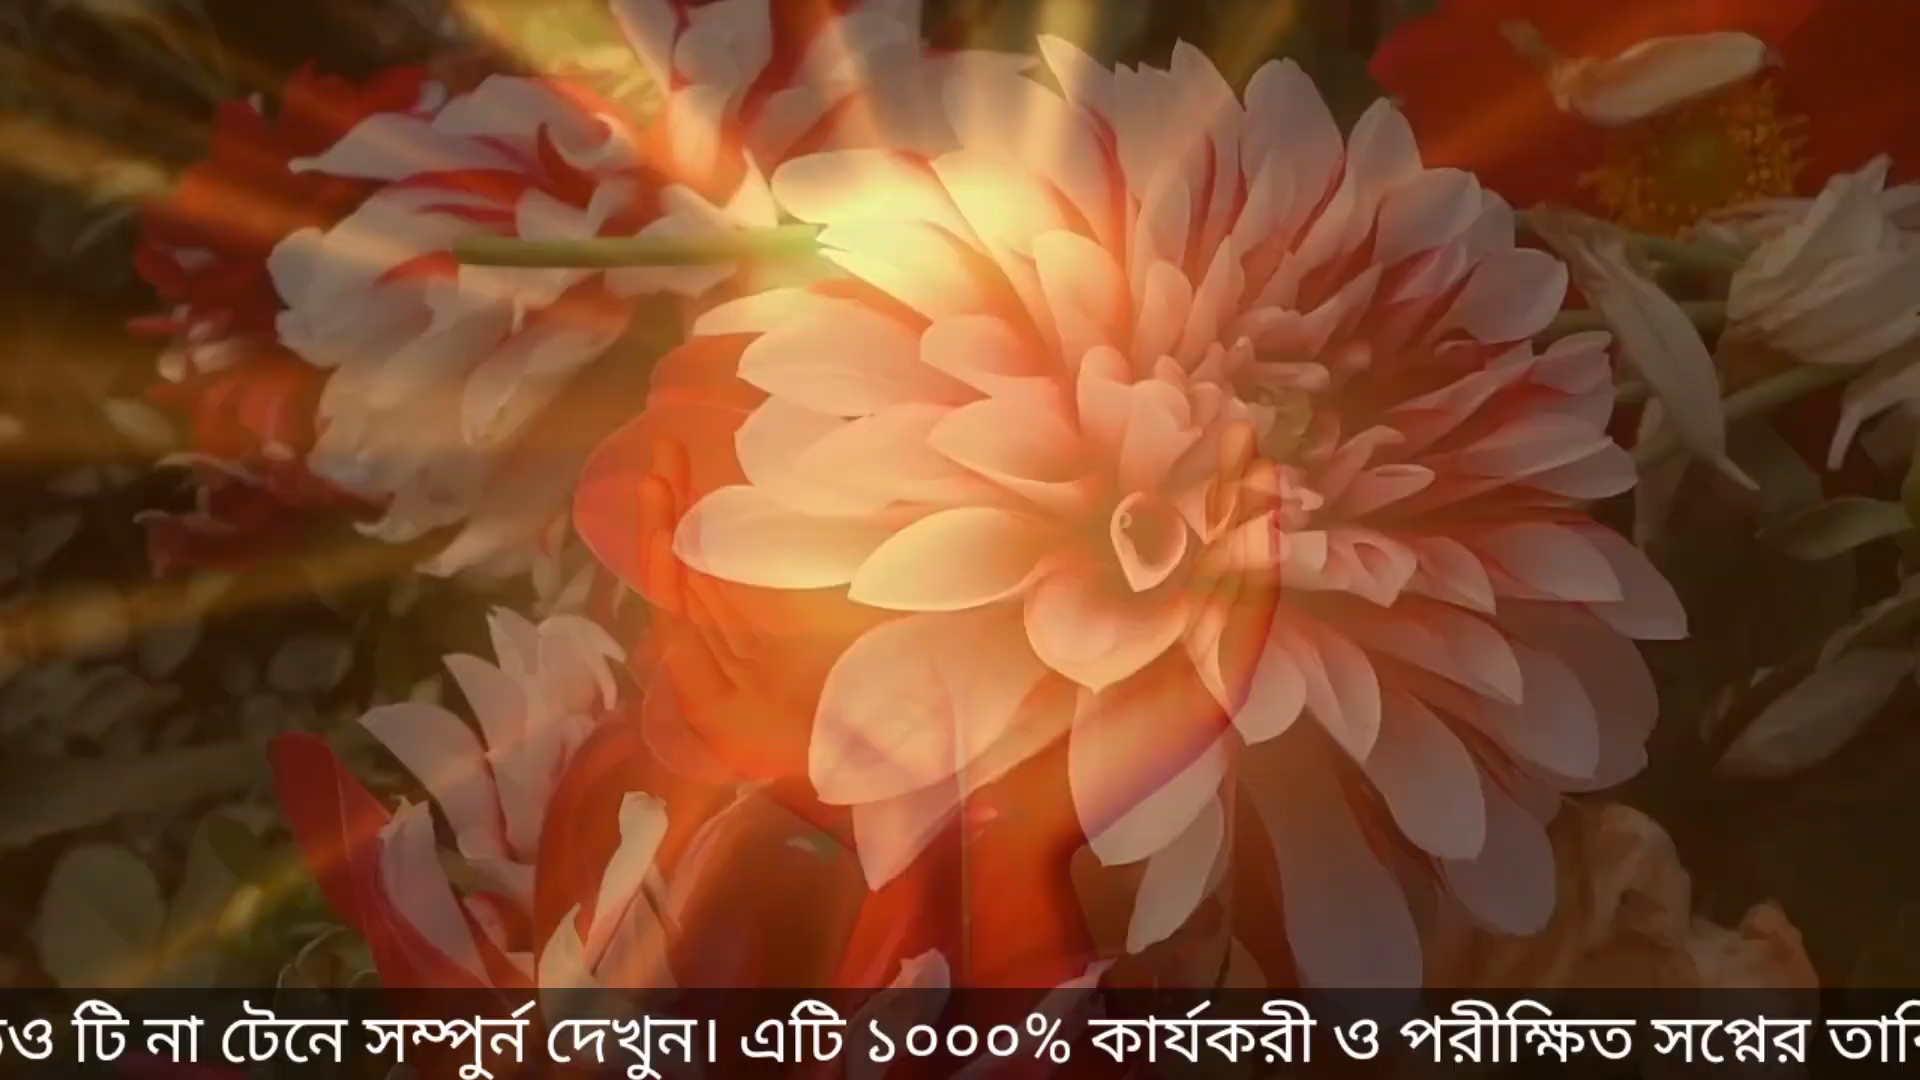 টি না টেনে সম্পুর্ন দেখুন। এটি ১০০০% কার্যকরী ও পরীক্ষিত সপ্নের